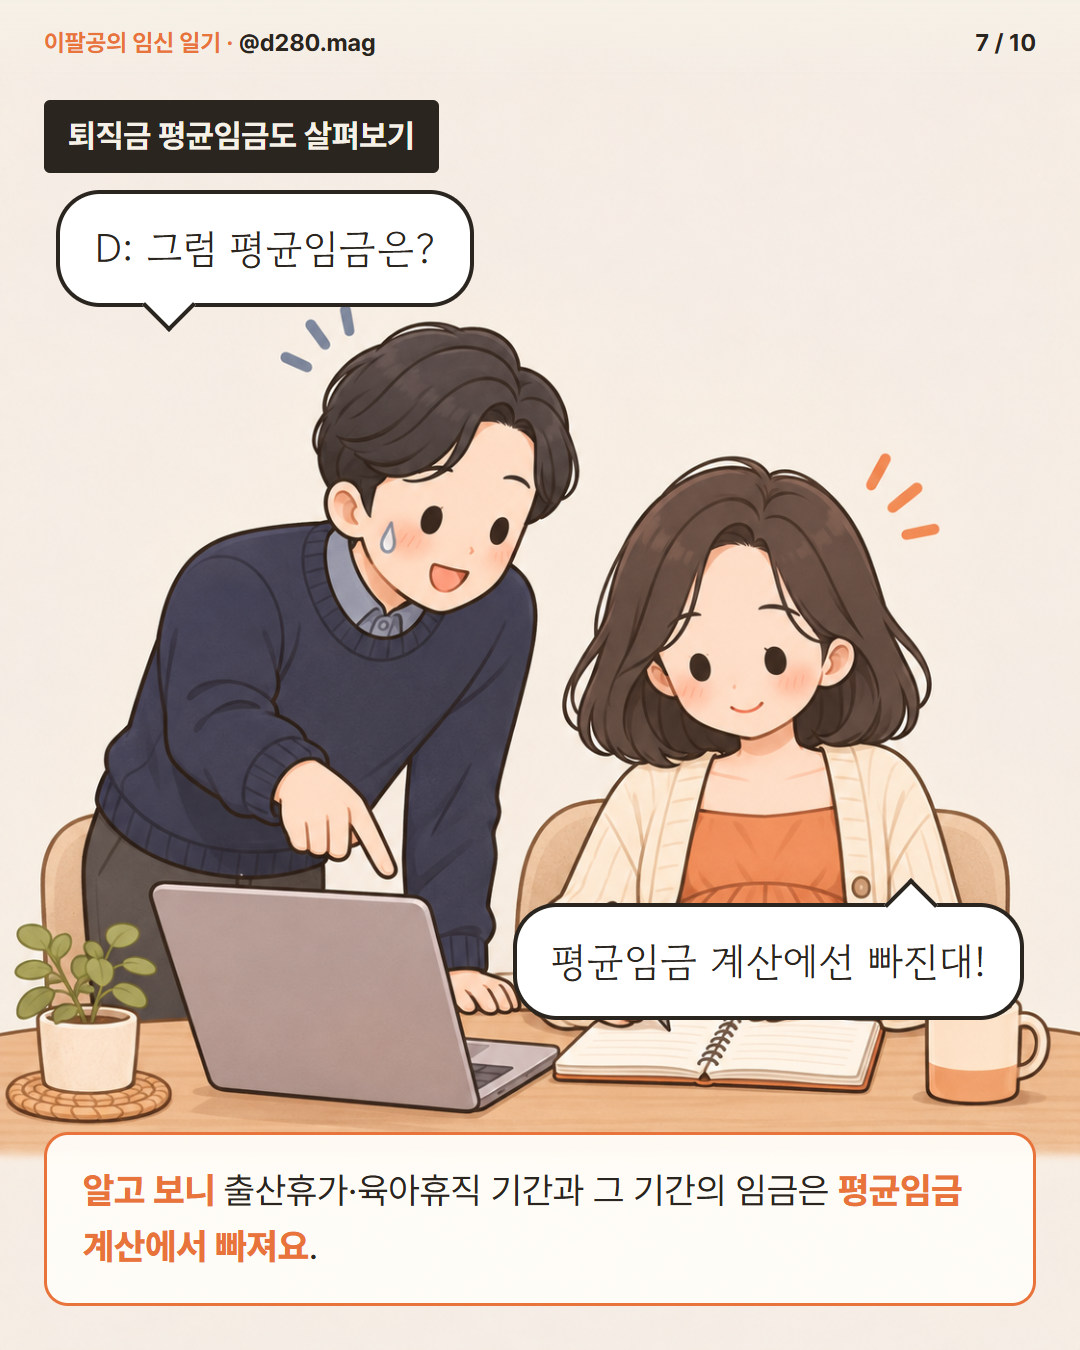 이팔공의 임신 일기 · @d280.mag
7 / 10
퇴직금 평균임금도 살펴보기
D: 그럼 평균임금은?
평균임금 계산에선 빠진대!
알고 보니 출산휴가·육아휴직 기간과 그 기간의 임금은 평균임금
계산에서 빠져요.